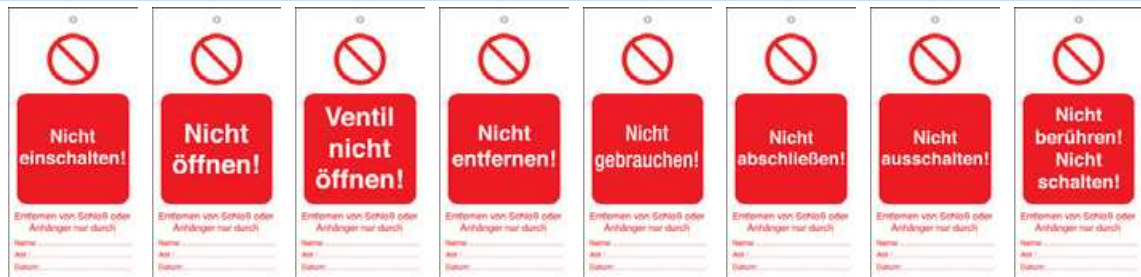 Nicht
einschalten!
Entfernen von Schloß oder
Anhänger nur durch
Name
Abt.:
Datum:
Nicht
öffnen!
Entfernen von Schloß oder
Anhänger nur durch
Name
Abt.:
Datum:
Ventil
nicht
öffnen!
Entfernen von Schloß oder
Anhänger nur durch
Name
Abt.:
Datum:
Nicht
entfernen!
Entfernen von Schloß oder
Anhänger nur durch
Name
Abt.:
Datum:
Nicht
gebrauchen!
Entfernen von Schloß oder
Anhänger nur durch
Name
Abt.:
Datum:
Nicht
abschließen!
Entfernen von Schloß oder
Anhänger nur durch
Name
Abt.:
Datum:
Nicht
ausschalten!
Entfernen von Schloß oder
Anhänger nur durch
Name
Abt.:
Datum:
Nicht
berühren!
Nicht
schalten!
Entfernen von Schloß oder
Anhänger nur durch
Name
Abt.:
Datum: